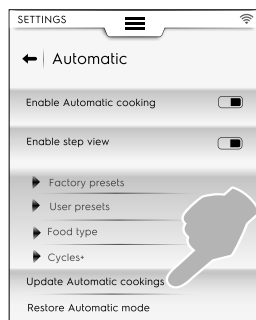 SETTINGS
Automatic
Enable Automatic cooking
Enable step view
Factory presets
User presets
Food type
Cycles+
Update Automatic cookings
Restore Automatic mode